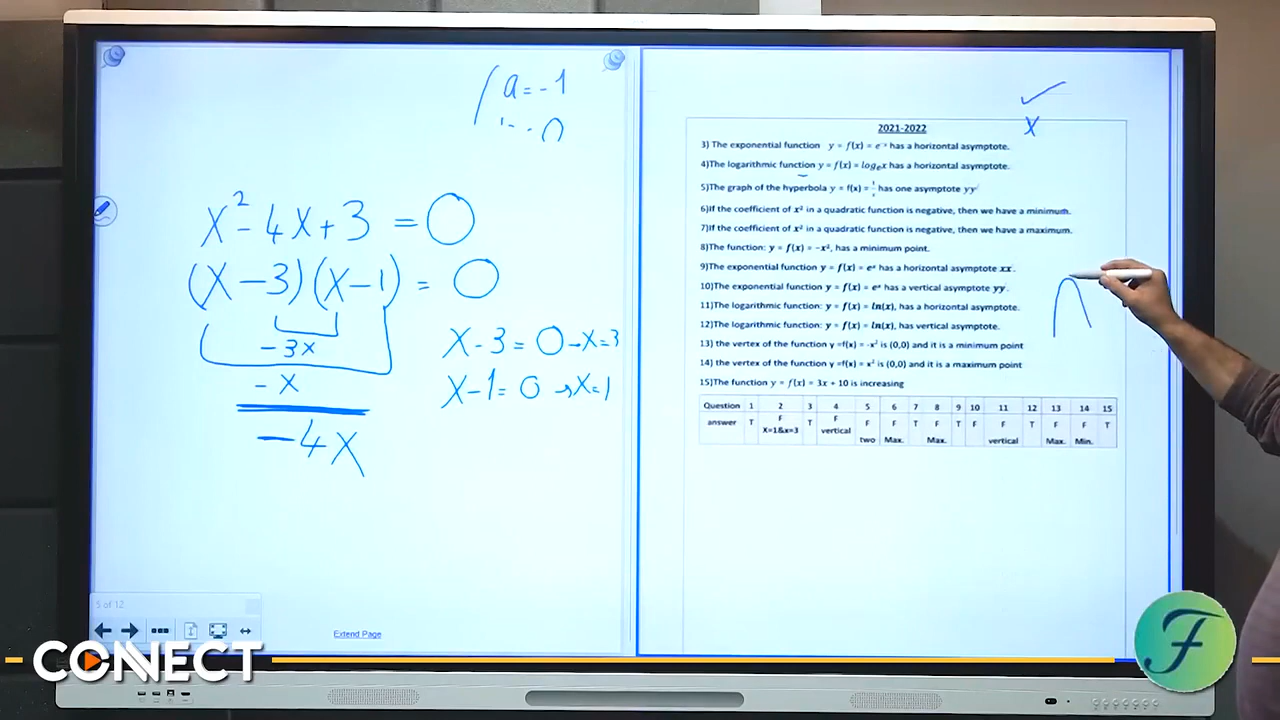 a = -1
x² - 4x + 3 = 0
(x - 3)(x - 1) = 0
- 3x
- x
- 4x
x - 3 = 0 → x = 3
x - 1 = 0 → x = 1
5 of 12
Extend Page
✓
x
2021-2022
3) The exponential function y = f(x) = e⁻ˣ has a horizontal asymptote.
4)The logarithmic function y = f(x) = logₑx has a horizontal asymptote.
5)The graph of the hyperbola y = f(x) = 1/x has one asymptote yy'
6)If the coefficient of x² in a quadratic function is negative, then we have a minimum.
7)If the coefficient of x² in a quadratic function is negative, then we have a maximum.
8)The function: y = f(x) = -x², has a minimum point.
9)The exponential function y = f(x) = eˣ has a horizontal asymptote xx'.
10)The exponential function y = f(x) = eˣ has a vertical asymptote yy'.
11)The logarithmic function: y = f(x) = ln(x), has a horizontal asymptote.
12)The logarithmic function: y = f(x) = ln(x), has vertical asymptote.
13) the vertex of the function y =f(x) = -x² is (0,0) and it is a minimum point
14) the vertex of the function y =f(x) = x² is (0,0) and it is a maximum point
15)The function y = f(x) = 3x + 10 is increasing
Question 1 2 3 4 5 6 7 8 9 10 11 12 13 14 15
answer T F X=1&x=3 T F vertical F two F Max. T F Max. T F F vertical T F Max. F Min. T
CONNECT
F